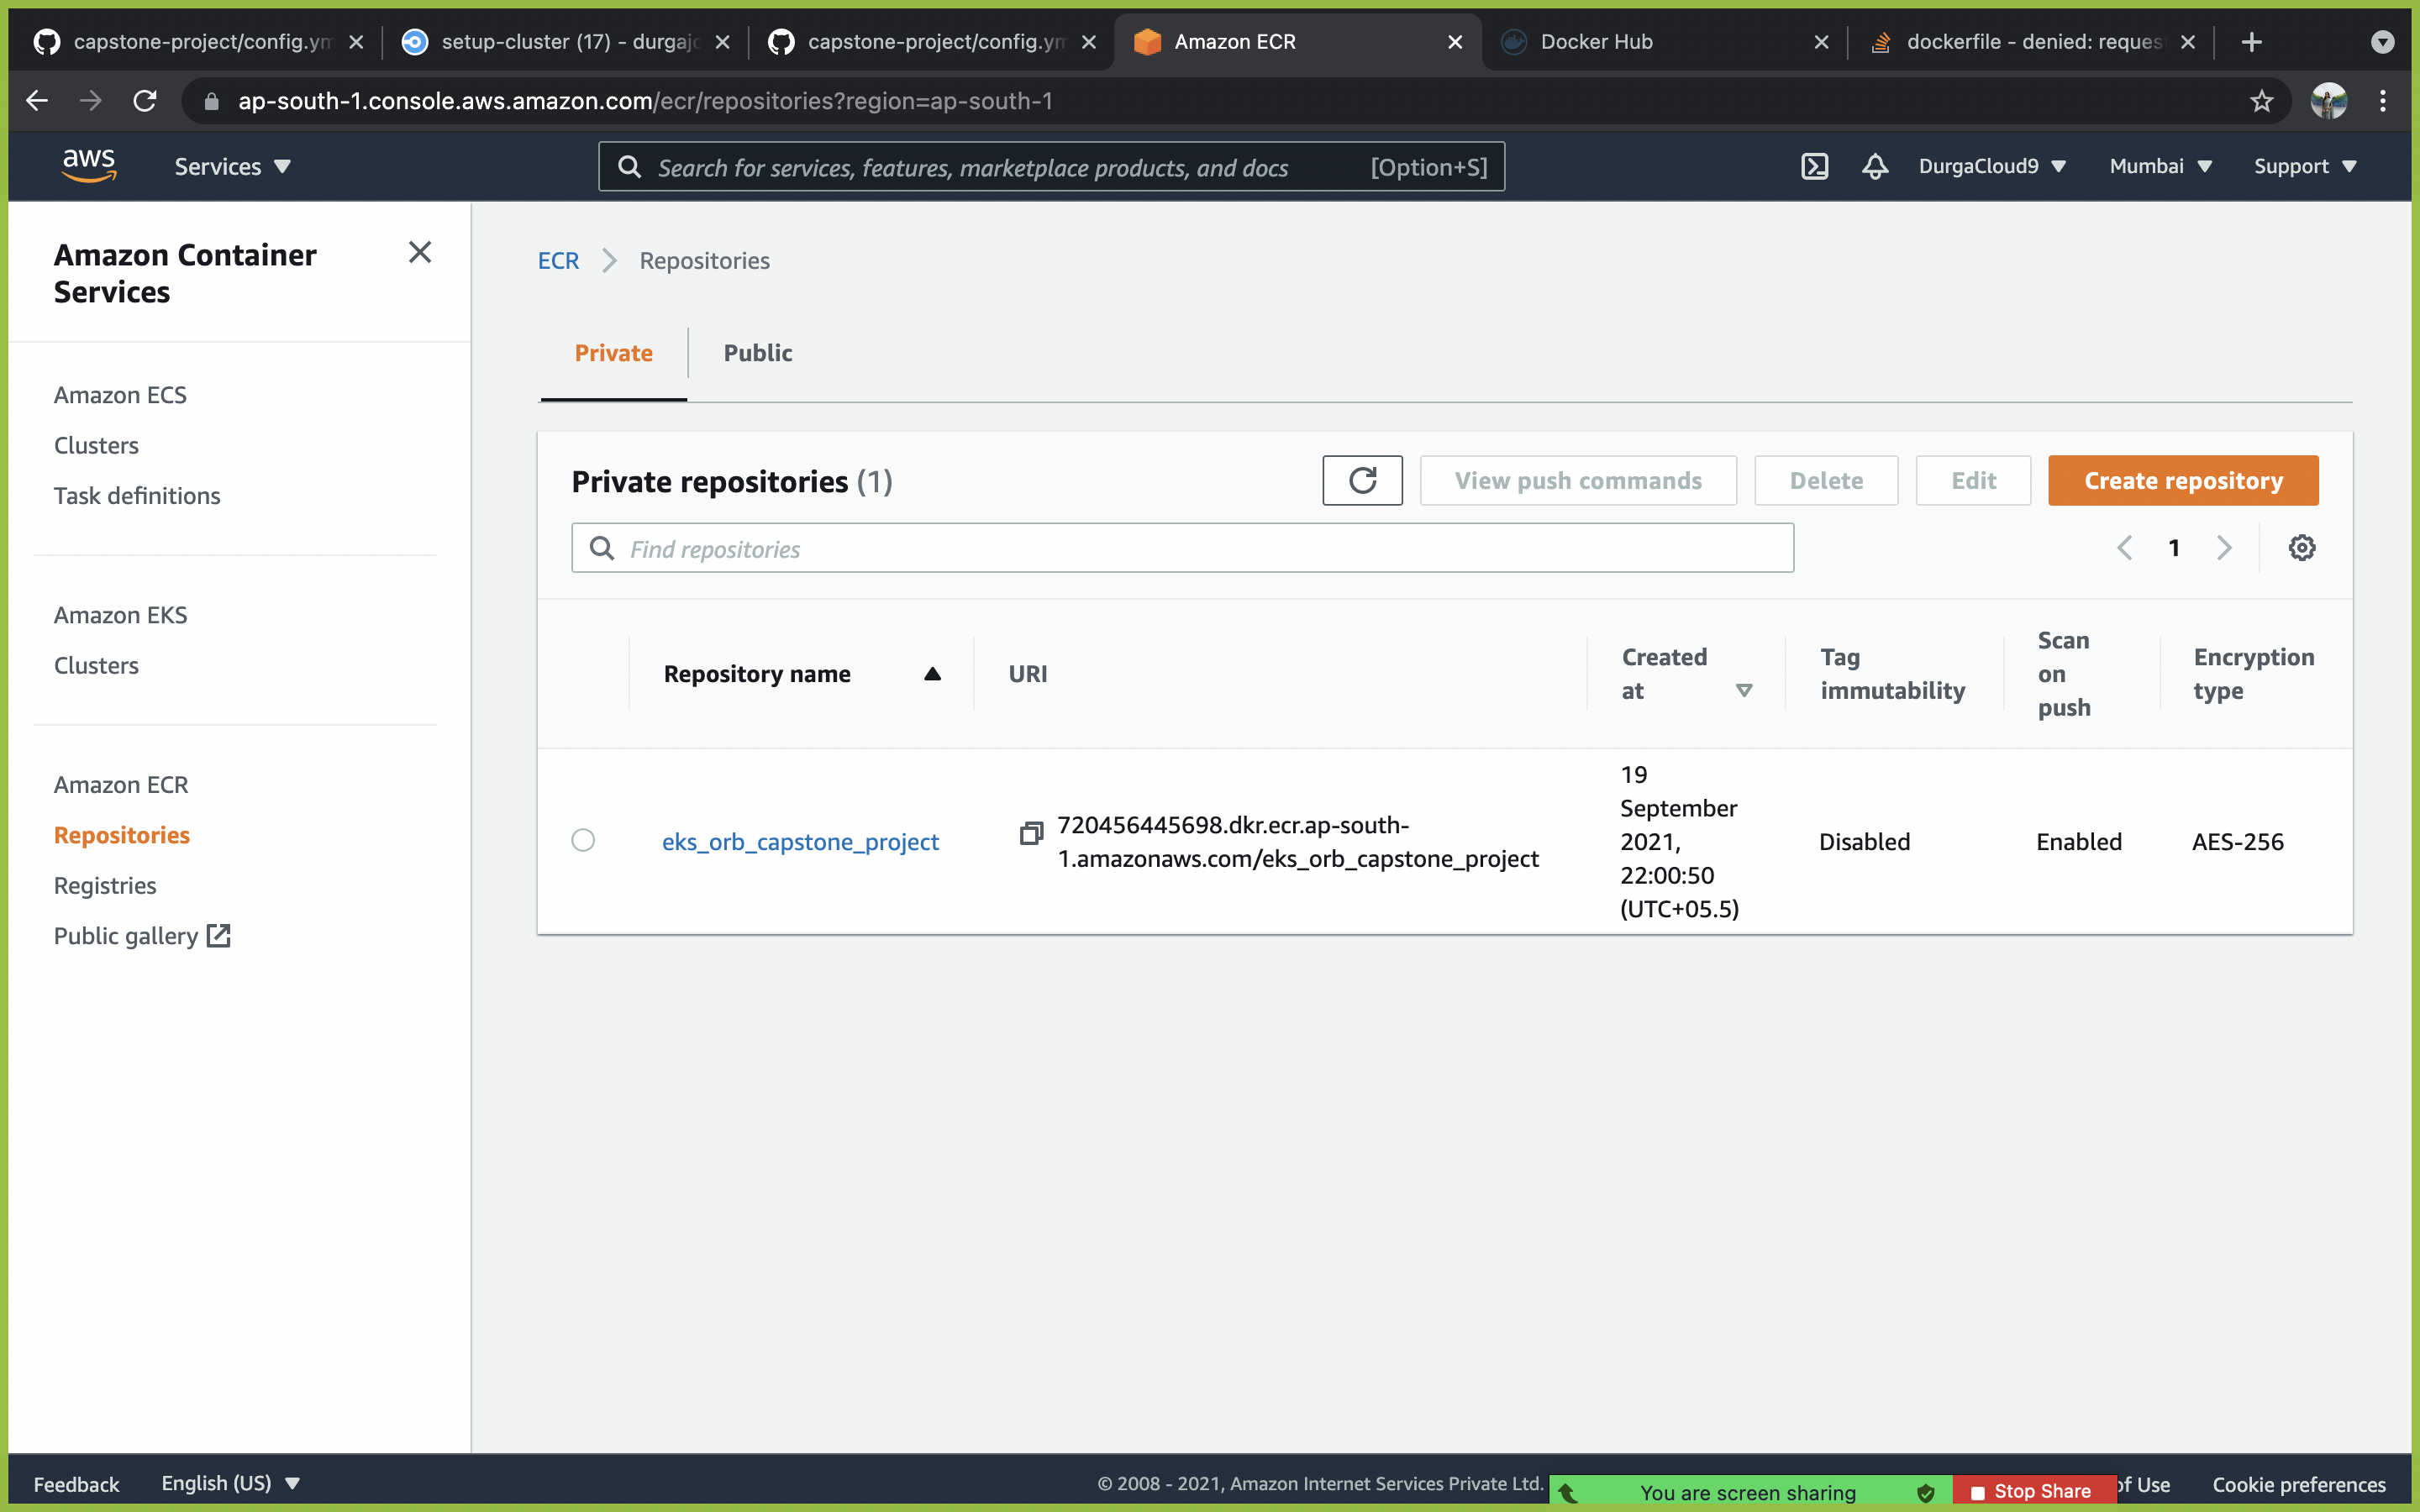 capstone-project/config.ym
setup-cluster (17) - durgajo
capstone-project/config.ym
Amazon ECR
Docker Hub
dockerfile - denied: reques
ap-south-1.console.aws.amazon.com/ecr/repositories?region=ap-south-1
aws
Services
Search for services, features, marketplace products, and docs
[Option+S]
DurgaCloud9
Mumbai
Support
Amazon Container
Services
Amazon ECS
Clusters
Task definitions
Amazon EKS
Clusters
Amazon ECR
Repositories
Registries
Public gallery
ECR
Repositories
Private
Public
Private repositories (1)
View push commands
Delete
Edit
Create repository
Find repositories
1
Repository name
URI
Created
at
Tag
immutability
Scan
on
push
Encryption
type
eks_orb_capstone_project
720456445698.dkr.ecr.ap-south-
1.amazonaws.com/eks_orb_capstone_project
19
September
2021,
22:00:50
(UTC+05.5)
Disabled
Enabled
AES-256
Feedback
English (US)
© 2008 - 2021, Amazon Internet Services Private Ltd.
You are screen sharing
Stop Share
of Use
Cookie preferences